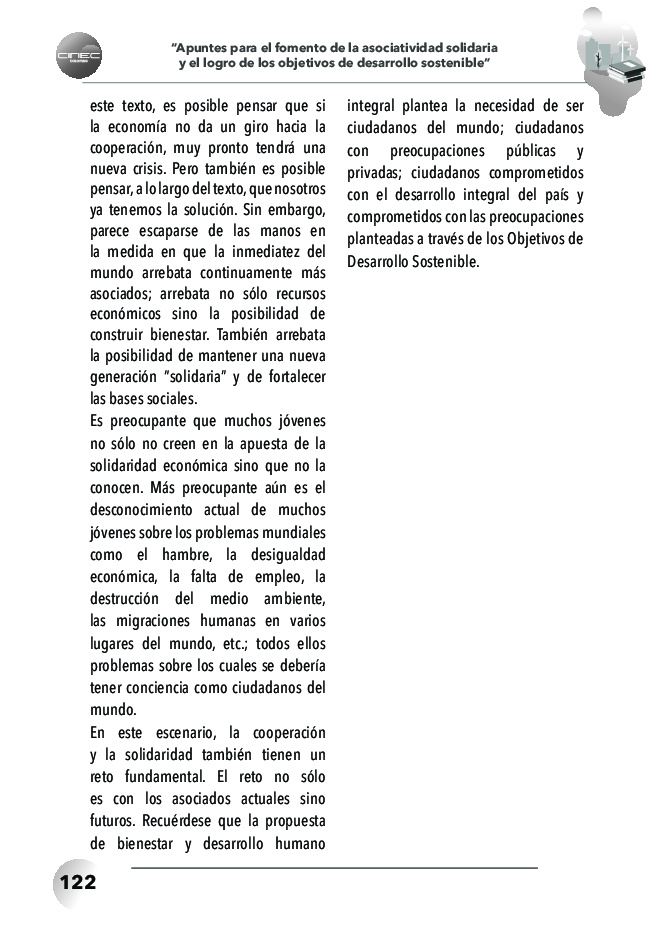 CINEC
COLOMBIA
“Apuntes para el fomento de la asociatividad solidaria
y el logro de los objetivos de desarrollo sostenible”
este texto, es posible pensar que si
la economía no da un giro hacia la
cooperación, muy pronto tendrá una
nueva crisis. Pero también es posible
pensar, a lo largo del texto, que nosotros
ya tenemos la solución. Sin embargo,
parece escaparse de las manos en
la medida en que la inmediatez del
mundo arrebata continuamente más
asociados; arrebata no sólo recursos
económicos sino la posibilidad de
construir bienestar. También arrebata
la posibilidad de mantener una nueva
generación “solidaria” y de fortalecer
las bases sociales.
Es preocupante que muchos jóvenes
no sólo no creen en la apuesta de la
solidaridad económica sino que no la
conocen. Más preocupante aún es el
desconocimiento actual de muchos
jóvenes sobre los problemas mundiales
como el hambre, la desigualdad
económica, la falta de empleo, la
destrucción del medio ambiente,
las migraciones humanas en varios
lugares del mundo, etc.; todos ellos
problemas sobre los cuales se debería
tener conciencia como ciudadanos del
mundo.
En este escenario, la cooperación
y la solidaridad también tienen un
reto fundamental. El reto no sólo
es con los asociados actuales sino
futuros. Recuérdese que la propuesta
de bienestar y desarrollo humano
integral plantea la necesidad de ser
ciudadanos del mundo; ciudadanos
con preocupaciones públicas y
privadas; ciudadanos comprometidos
con el desarrollo integral del país y
comprometidos con las preocupaciones
planteadas a través de los Objetivos de
Desarrollo Sostenible.
122